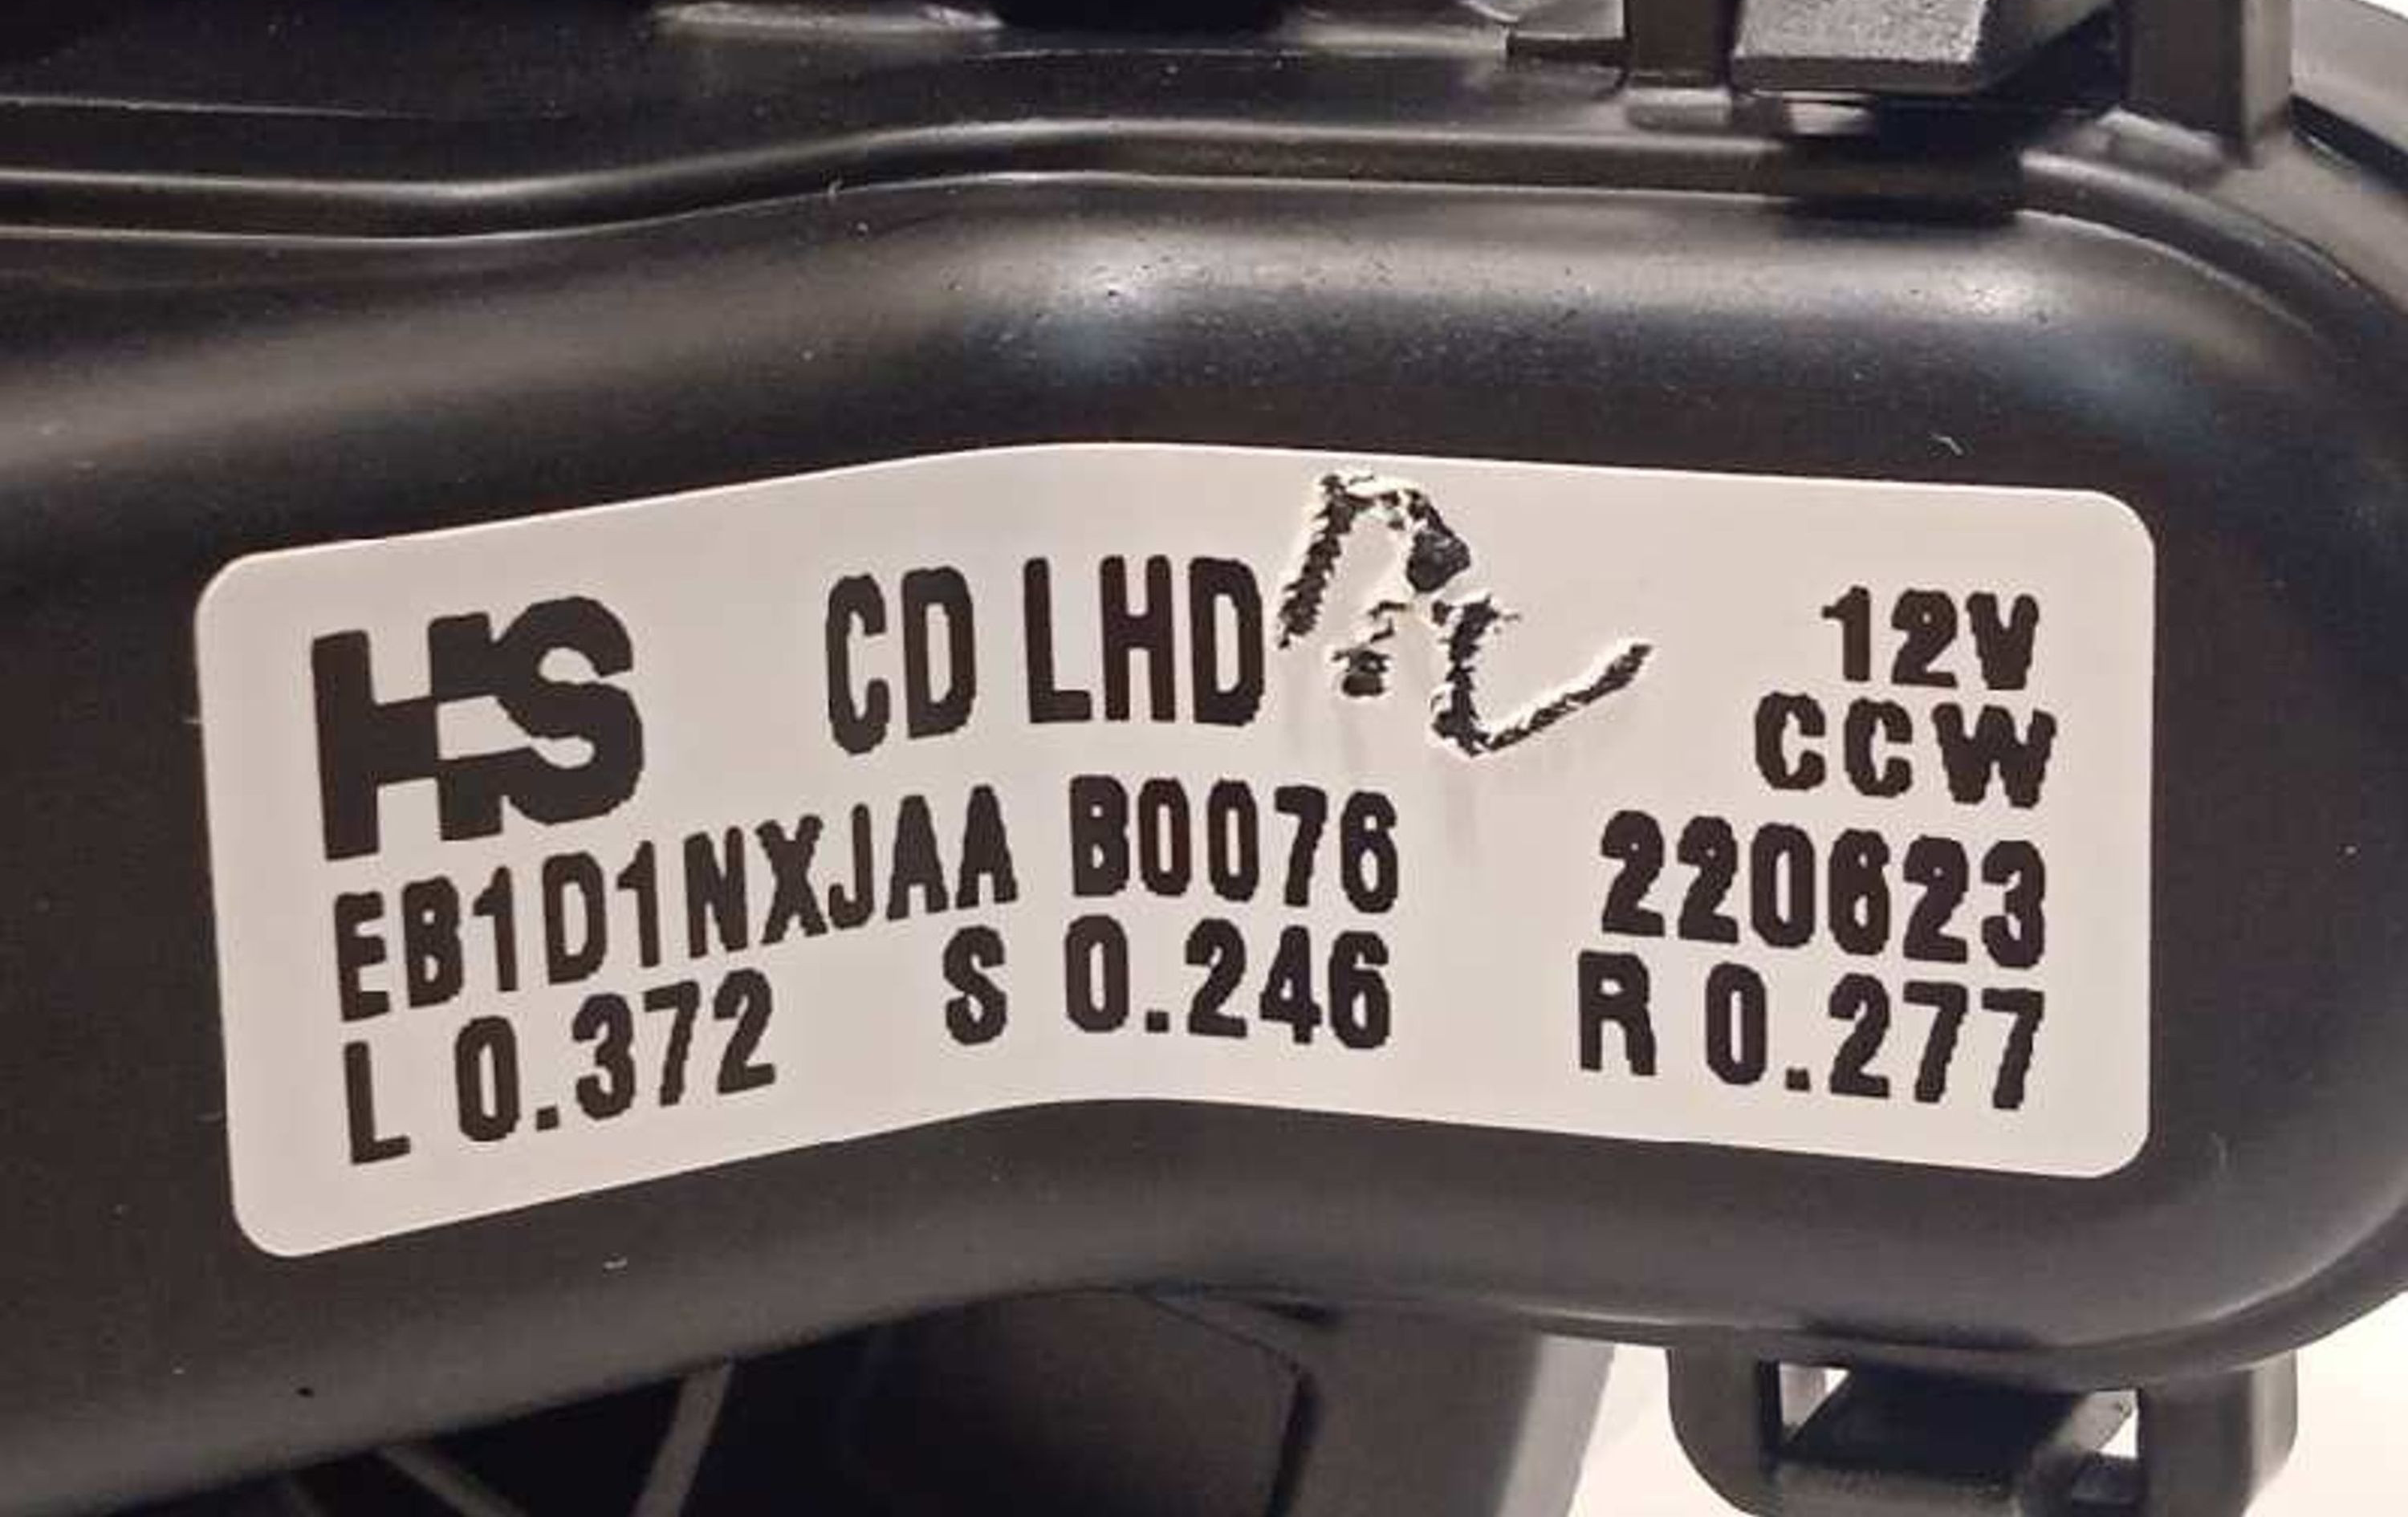 HS CD LHD 12V
CCW
EB1D1NXJAA B0076 220623
L 0.372 S 0.246 R 0.277